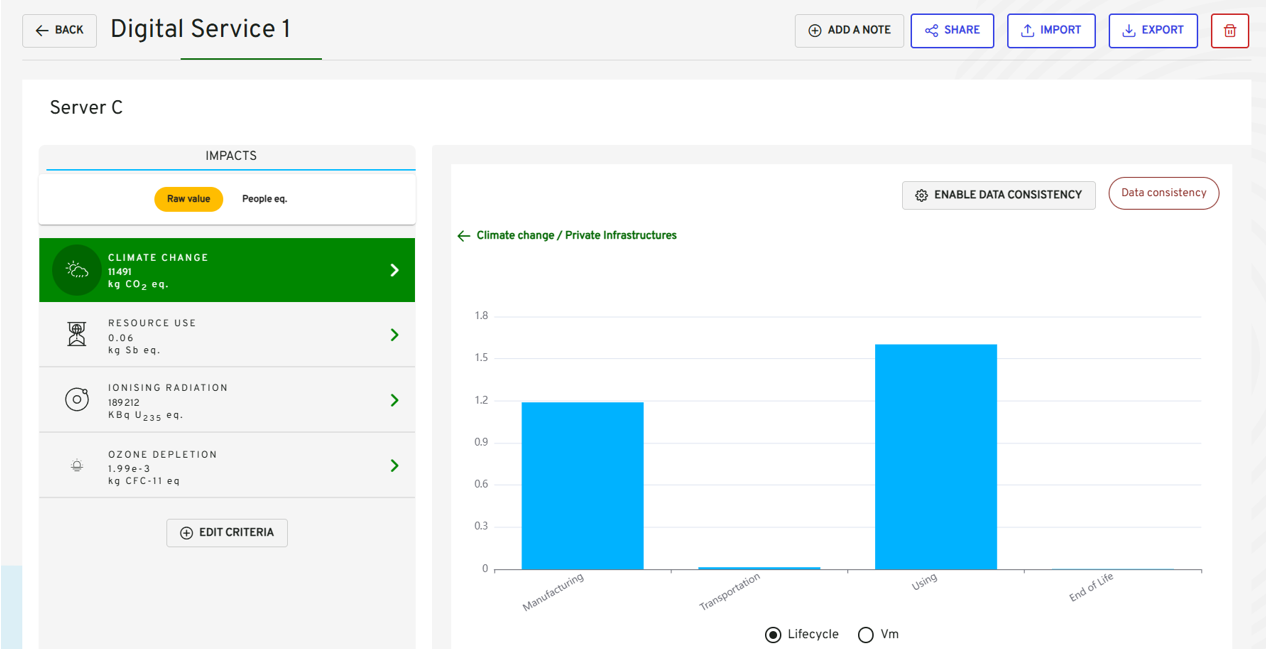 BACK
Digital Service 1
ADD A NOTE
SHARE
IMPORT
EXPORT
Server C
IMPACTS
Raw value
People eq.
CLIMATE CHANGE
11491
kg CO2 eq.
RESOURCE USE
0.06
kg Sb eq.
IONISING RADIATION
189212
KBq U235 eq.
OZONE DEPLETION
1.99e-3
kg CFC-11 eq
EDIT CRITERIA
ENABLE DATA CONSISTENCY
Data consistency
Climate change / Private Infrastructures
1.8
1.5
1.2
0.9
0.6
0.3
0
Manufacturing
Transportation
Using
End of Life
Lifecycle
Vm